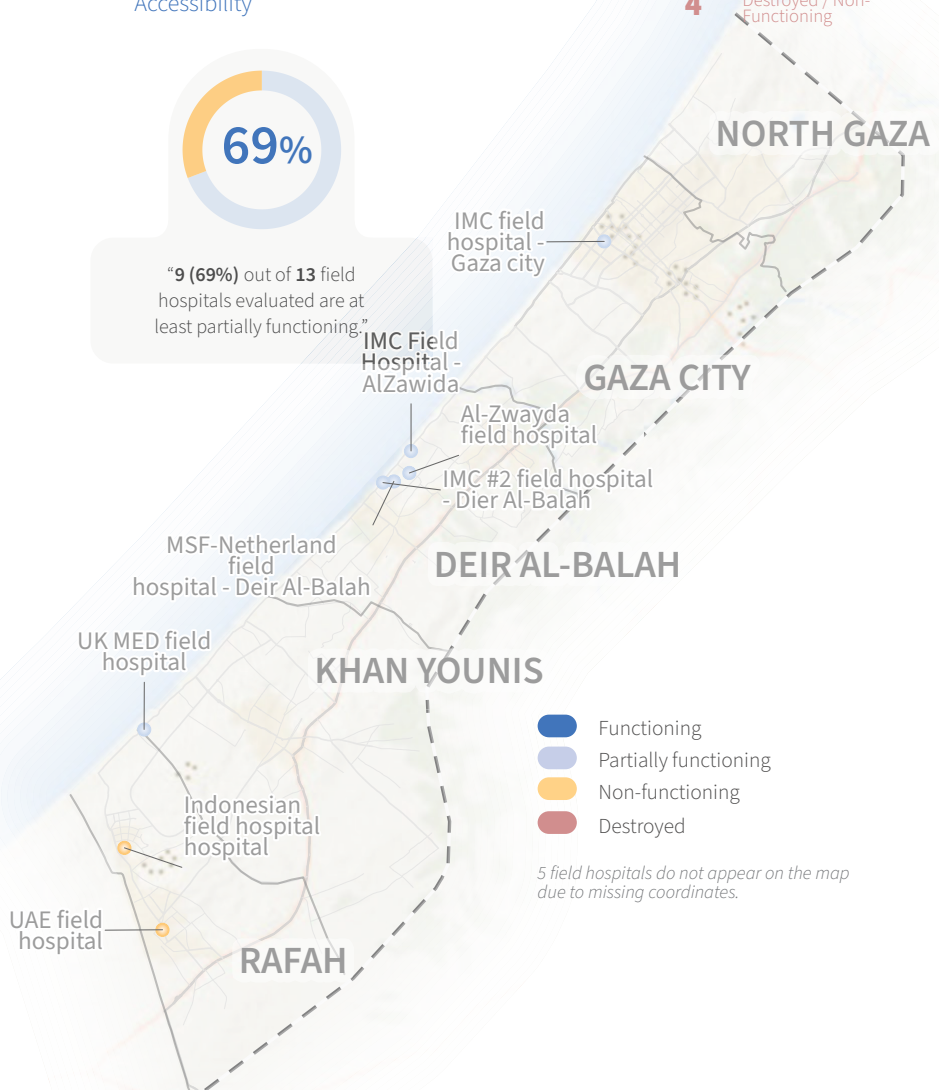 Accessibility
4
Destroyed / Non-
Functioning
69%
NORTH GAZA
IMC field
hospital -
Gaza city
“9 (69%) out of 13 field
hospitals evaluated are at
least partially functioning.”
IMC Field
Hospital -
AlZawida
GAZA CITY
Al-Zwayda
field hospital
IMC #2 field hospital
- Dier Al-Balah
MSF-Netherland
field
hospital - Deir Al-Balah
DEIR AL-BALAH
UK MED field
hospital
KHAN YOUNIS
Functioning
Partially functioning
Non-functioning
Destroyed
5 field hospitals do not appear on the map
due to missing coordinates.
Indonesian
field hospital
hospital
UAE field
hospital
RAFAH